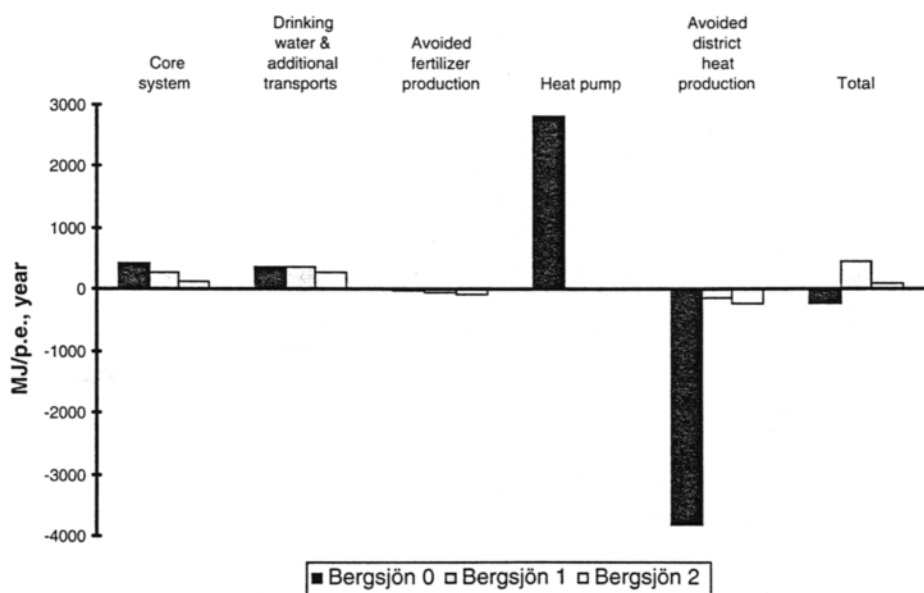 Core
system
Drinking
water &
additional
transports
Avoided
fertilizer
production
Heat pump
Avoided
district
heat
production
Total
3000
2000
1000
0
-1000
-2000
-3000
-4000
MJ/p.e., year
Bergsjön 0 Bergsjön 1 Bergsjön 2